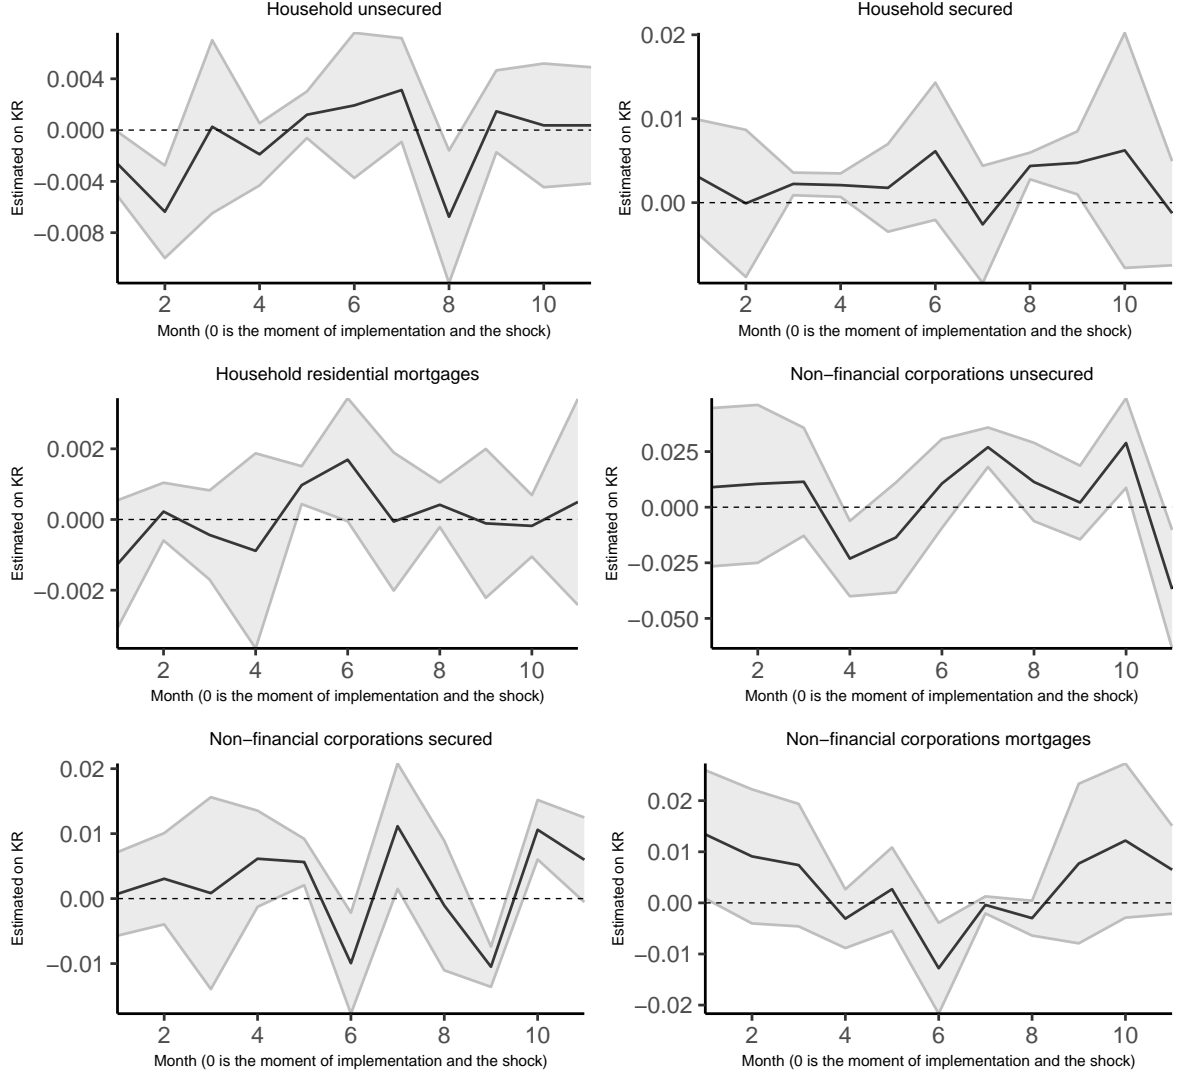 Household unsecured
Estimated on KR
0.004
0.000
−0.004
−0.008
2 4 6 8 10
Month (0 is the moment of implementation and the shock)
Household secured
Estimated on KR
0.02
0.01
0.00
2 4 6 8 10
Month (0 is the moment of implementation and the shock)
Household residential mortgages
Estimated on KR
0.002
0.000
−0.002
2 4 6 8 10
Month (0 is the moment of implementation and the shock)
Non−financial corporations unsecured
Estimated on KR
0.025
0.000
−0.025
−0.050
2 4 6 8 10
Month (0 is the moment of implementation and the shock)
Non−financial corporations secured
Estimated on KR
0.02
0.01
0.00
−0.01
2 4 6 8 10
Month (0 is the moment of implementation and the shock)
Non−financial corporations mortgages
Estimated on KR
0.02
0.01
0.00
−0.01
−0.02
2 4 6 8 10
Month (0 is the moment of implementation and the shock)